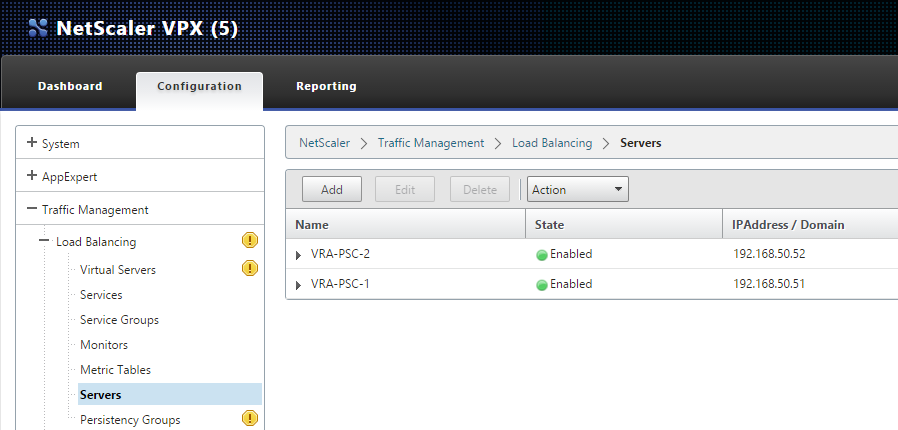 NetScaler VPX (5)
Dashboard Configuration Reporting
System
AppExpert
Traffic Management
Load Balancing
Virtual Servers
Services
Service Groups
Monitors
Metric Tables
Servers
Persistency Groups
NetScaler > Traffic Management > Load Balancing > Servers
Add Edit Delete Action
Name State IPAddress / Domain
VRA-PSC-2 Enabled 192.168.50.52
VRA-PSC-1 Enabled 192.168.50.51